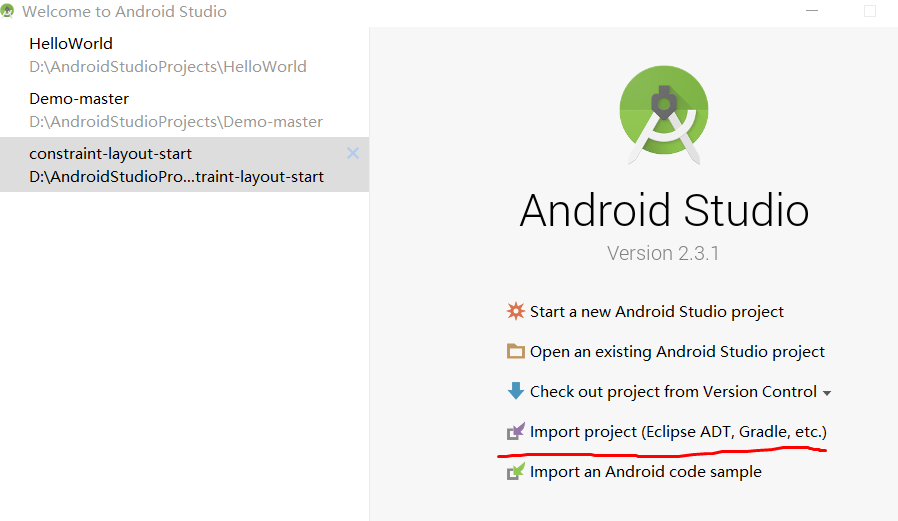 Welcome to Android Studio
HelloWorld
D:\AndroidStudioProjects\HelloWorld
Demo-master
D:\AndroidStudioProjects\Demo-master
constraint-layout-start
D:\AndroidStudioPro...traint-layout-start
Android Studio
Version 2.3.1
Start a new Android Studio project
Open an existing Android Studio project
Check out project from Version Control
Import project (Eclipse ADT, Gradle, etc.)
Import an Android code sample